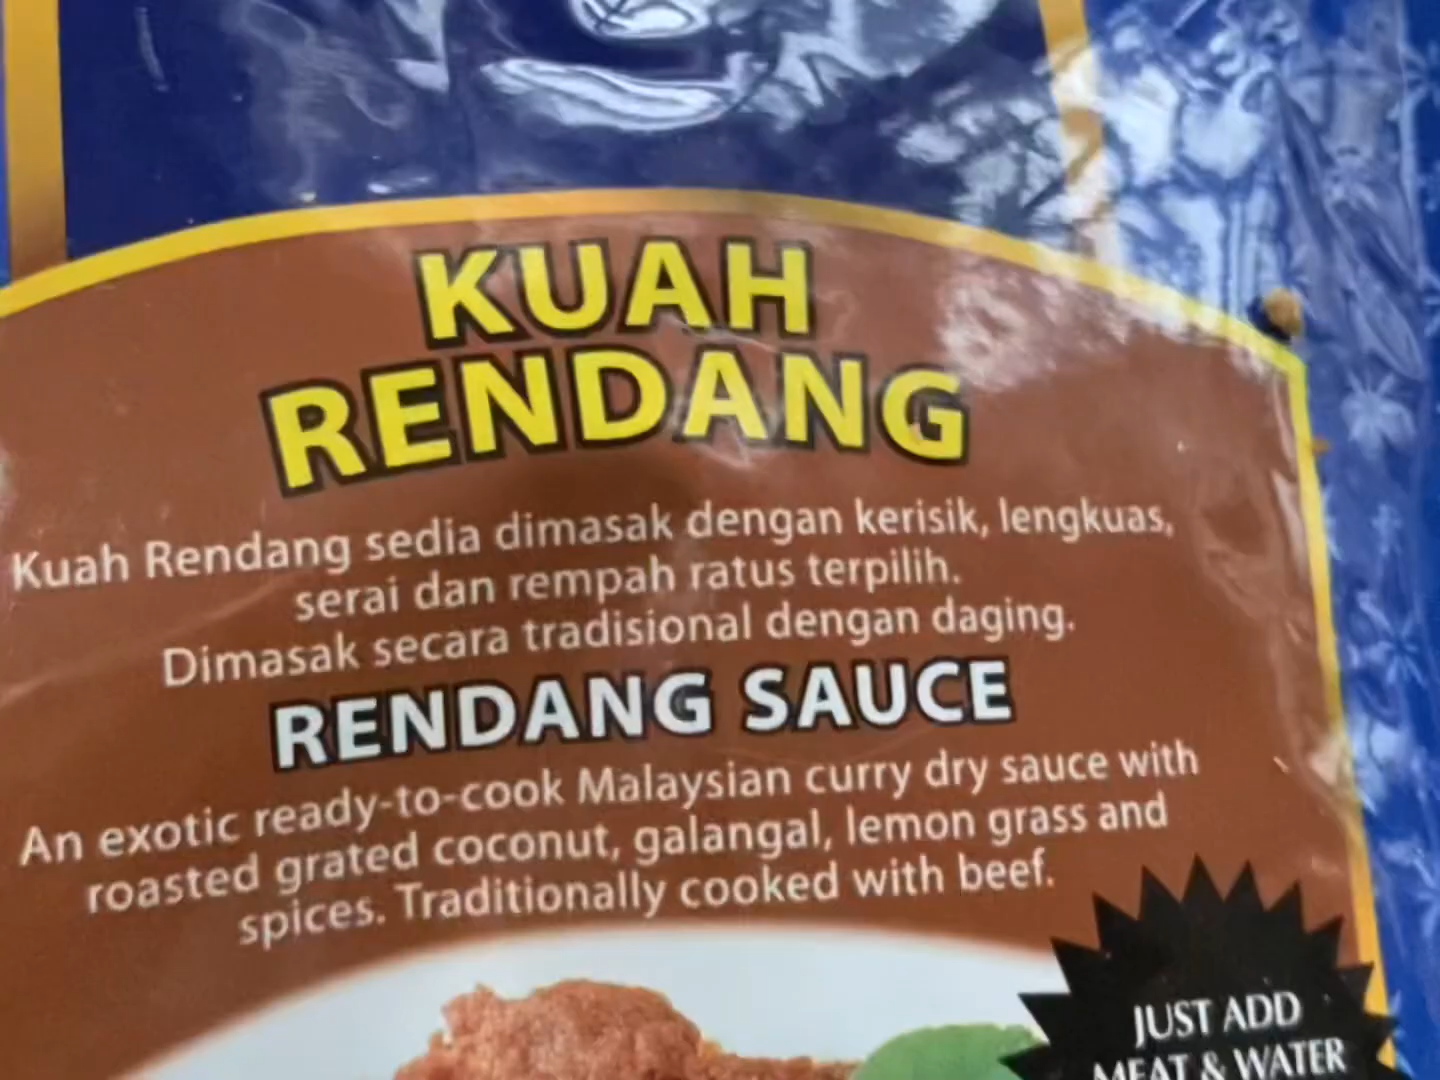 KUAH
RENDANG
Kuah Rendang sedia dimasak dengan kerisik, lengkuas,
serai dan rempah ratus terpilih.
Dimasak secara tradisional dengan daging.
RENDANG SAUCE
An exotic ready-to-cook Malaysian curry dry sauce with
roasted grated coconut, galangal, lemon grass and
spices. Traditionally cooked with beef.
JUST ADD
MEAT & WATER